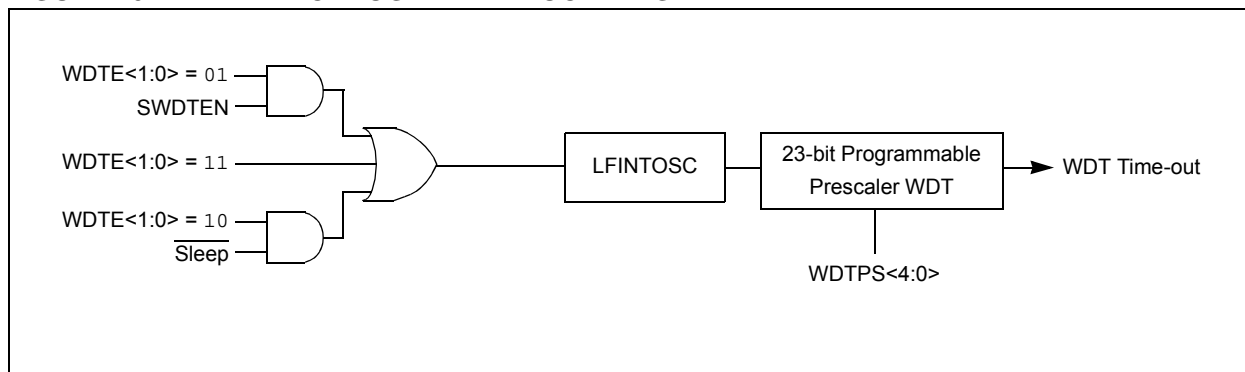 WDTE<1:0> = 01
SWDTEN
WDTE<1:0> = 11
WDTE<1:0> = 10
Sleep
LFINTOSC
23-bit Programmable
Prescaler WDT
WDT Time-out
WDTPS<4:0>